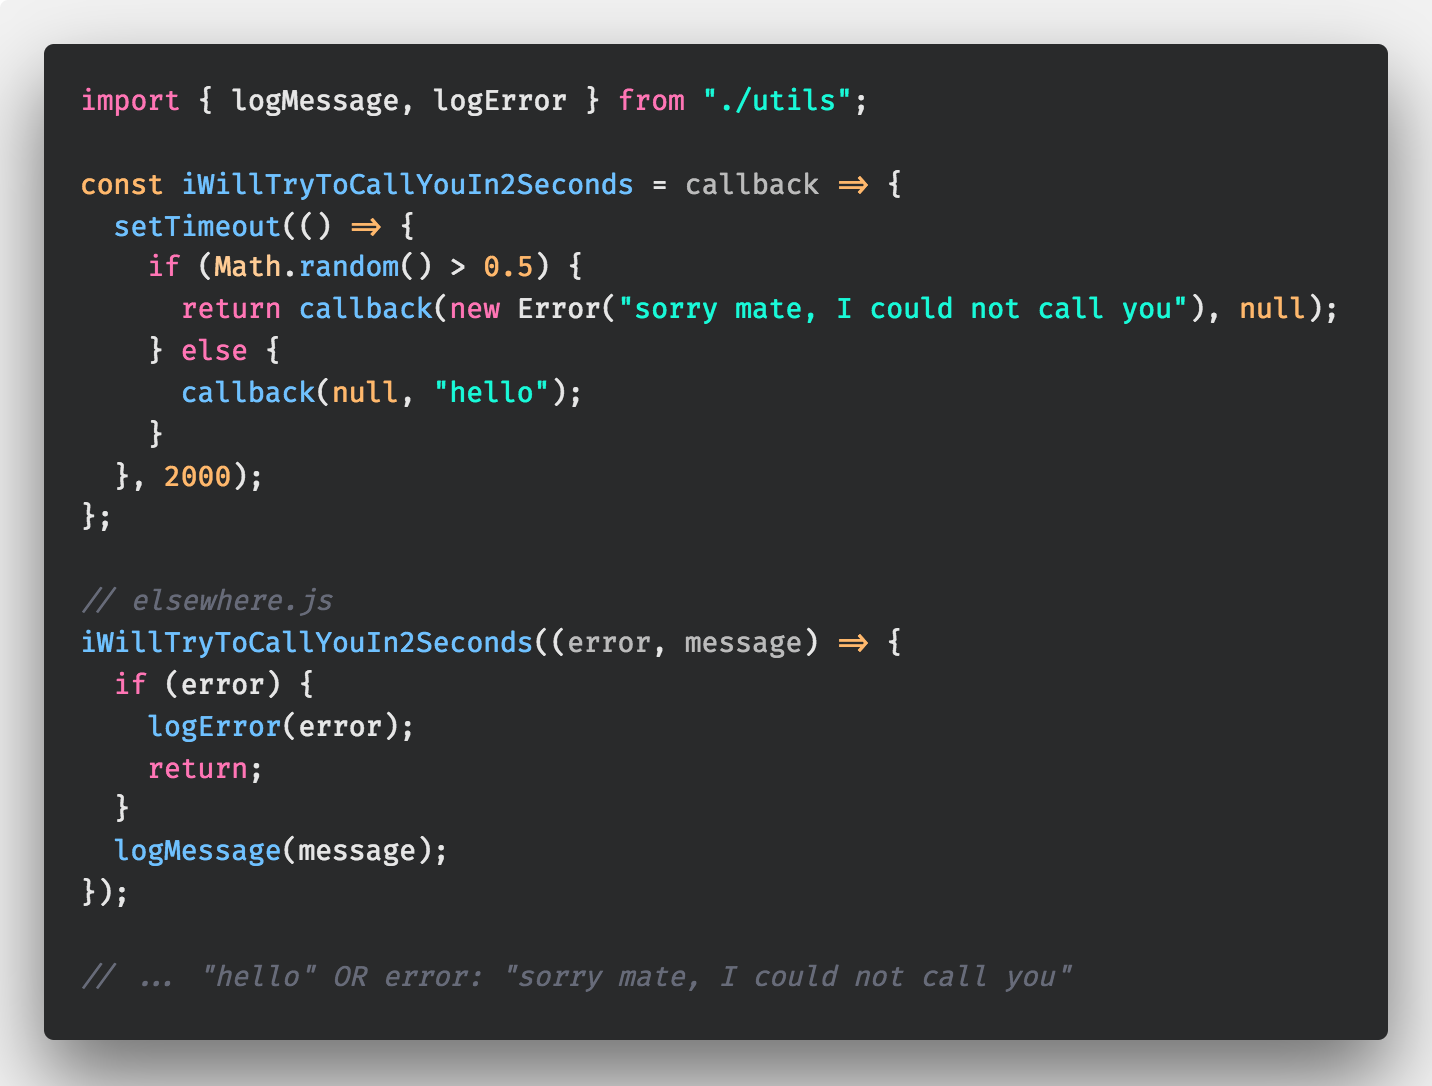 import { logMessage, logError } from "./utils";
const iWillTryToCallYouIn2Seconds = callback => {
setTimeout(() => {
if (Math.random() > 0.5) {
return callback(new Error("sorry mate, I could not call you"), null);
} else {
callback(null, "hello");
}
}, 2000);
};
// elsewhere.js
iWillTryToCallYouIn2Seconds((error, message) => {
if (error) {
logError(error);
return;
}
logMessage(message);
});
// ... "hello" OR error: "sorry mate, I could not call you"